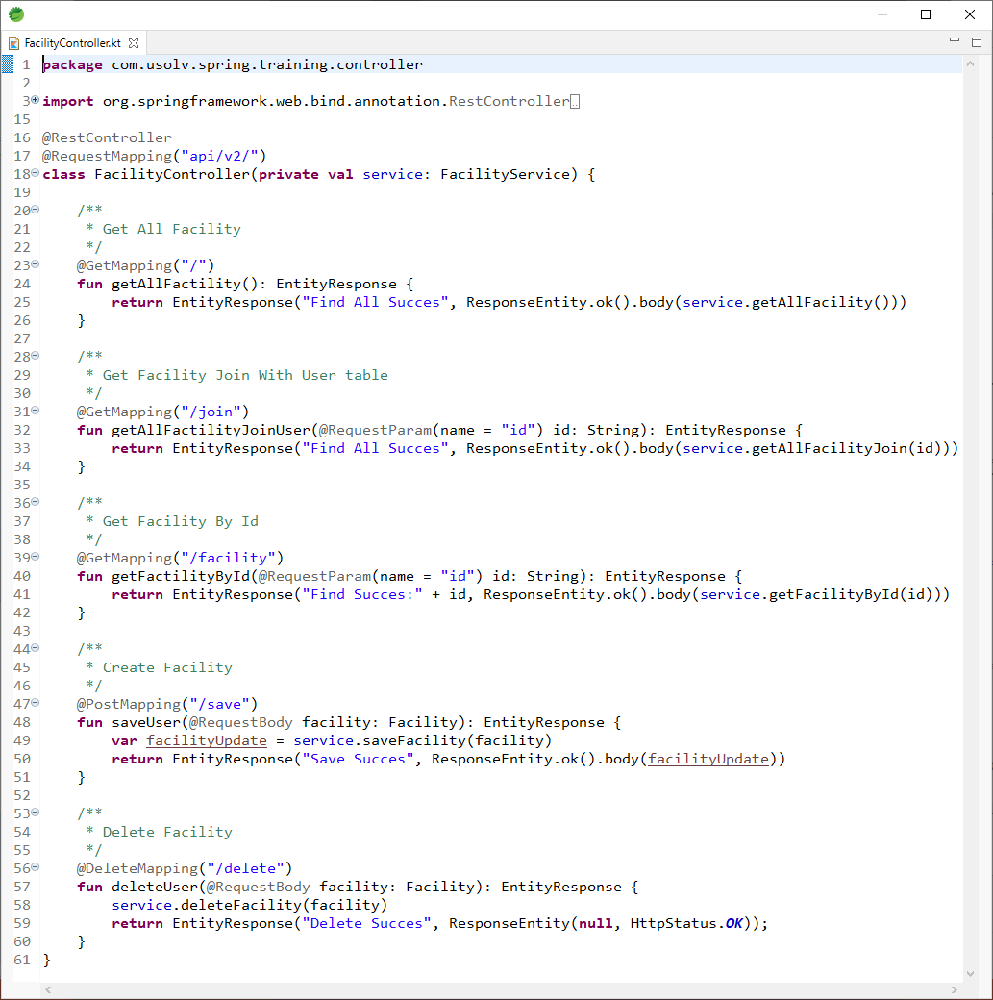 FacilityController.kt
1 package com.usolv.spring.training.controller
2
3 import org.springframework.web.bind.annotation.RestController
15
16 @RestController
17 @RequestMapping("api/v2/")
18 class FacilityController(private val service: FacilityService) {
19
20     /**
21      * Get All Facility
22      */
23     @GetMapping("/")
24     fun getAllFactility(): EntityResponse {
25         return EntityResponse("Find All Succes", ResponseEntity.ok().body(service.getAllFacility()))
26     }
27
28     /**
29      * Get Facility Join With User table
30      */
31     @GetMapping("/join")
32     fun getAllFactilityJoinUser(@RequestParam(name = "id") id: String): EntityResponse {
33         return EntityResponse("Find All Succes", ResponseEntity.ok().body(service.getAllFacilityJoin(id)))
34     }
35
36     /**
37      * Get Facility By Id
38      */
39     @GetMapping("/facility")
40     fun getFactilityById(@RequestParam(name = "id") id: String): EntityResponse {
41         return EntityResponse("Find Succes:" + id, ResponseEntity.ok().body(service.getFacilityById(id)))
42     }
43
44     /**
45      * Create Facility
46      */
47     @PostMapping("/save")
48     fun saveUser(@RequestBody facility: Facility): EntityResponse {
49         var facilityUpdate = service.saveFacility(facility)
50         return EntityResponse("Save Succes", ResponseEntity.ok().body(facilityUpdate))
51     }
52
53     /**
54      * Delete Facility
55      */
56     @DeleteMapping("/delete")
57     fun deleteUser(@RequestBody facility: Facility): EntityResponse {
58         service.deleteFacility(facility)
59         return EntityResponse("Delete Succes", ResponseEntity(null, HttpStatus.OK));
60     }
61 }